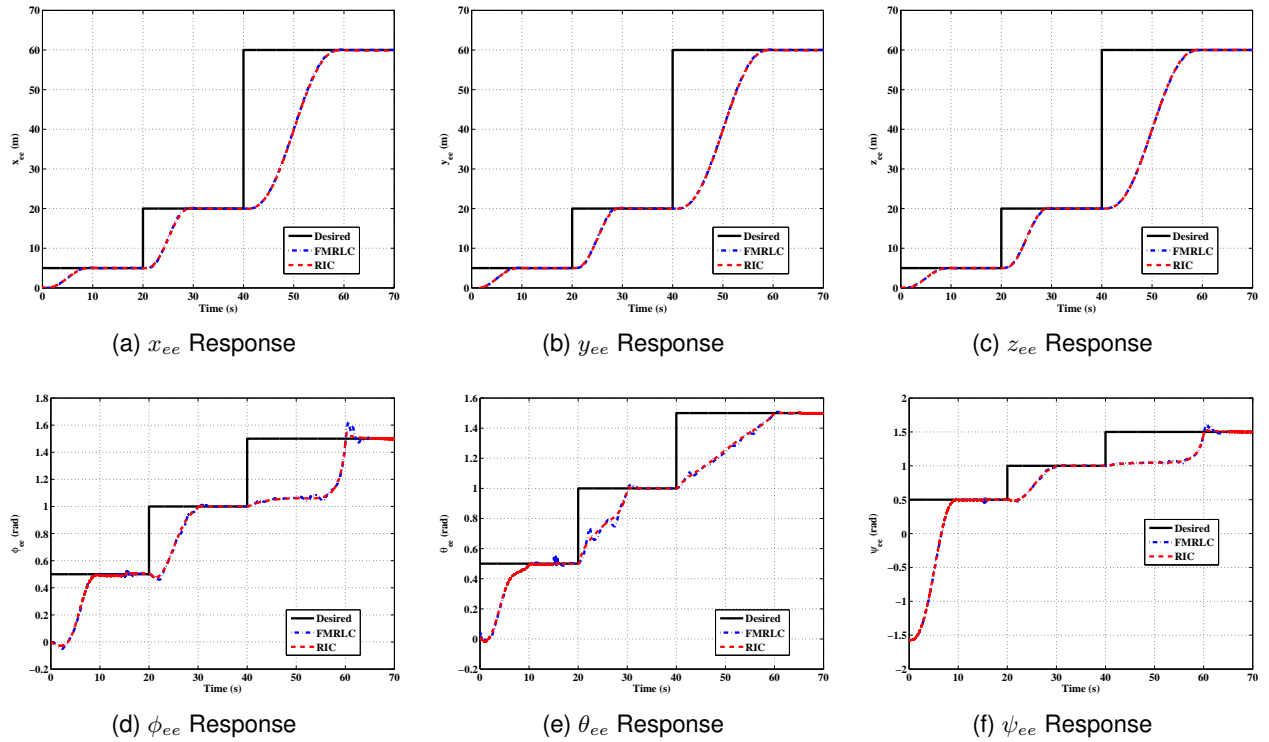 70
60
50
40
30
20
10
0
x_ee (m)
0 10 20 30 40 50 60 70
Time (s)
Desired
FMRLC
RIC
(a) x_ee Response
70
60
50
40
30
20
10
0
y_ee (m)
0 10 20 30 40 50 60 70
Time (s)
Desired
FMRLC
RIC
(b) y_ee Response
70
60
50
40
30
20
10
0
z_ee (m)
0 10 20 30 40 50 60 70
Time (s)
Desired
FMRLC
RIC
(c) z_ee Response
1.8
1.6
1.4
1.2
1
0.8
0.6
0.4
0.2
0
−0.2
ϕ_ee (rad)
0 10 20 30 40 50 60 70
Time (s)
Desired
FMRLC
RIC
(d) ϕ_ee Response
1.6
1.4
1.2
1
0.8
0.6
0.4
0.2
0
−0.2
θ_ee (rad)
0 10 20 30 40 50 60 70
Time (s)
Desired
FMRLC
RIC
(e) θ_ee Response
2
1.5
1
0.5
0
−0.5
−1
−1.5
−2
ψ_ee (rad)
0 10 20 30 40 50 60 70
Time (s)
Desired
FMRLC
RIC
(f) ψ_ee Response